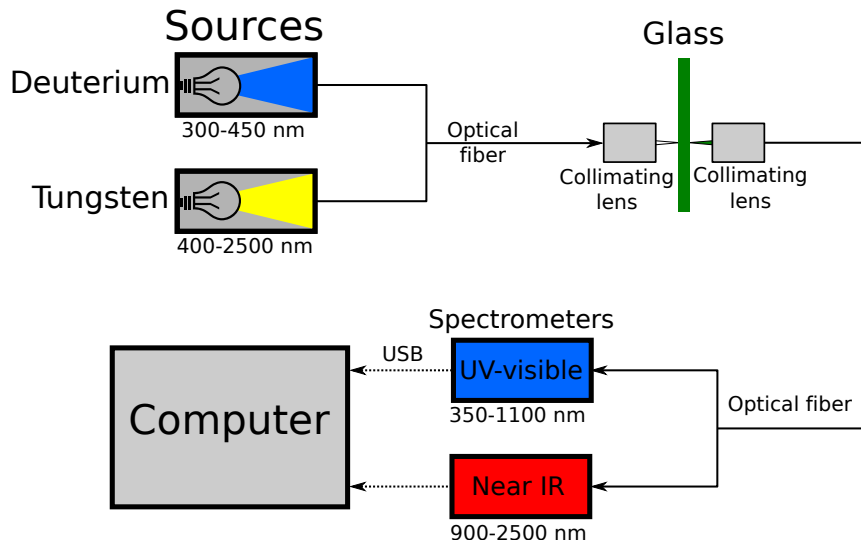 Sources
Deuterium
300-450 nm
Tungsten
400-2500 nm
Optical
fiber
Glass
Collimating
lens
Collimating
lens
Spectrometers
USB
UV-visible
350-1100 nm
Computer
Optical fiber
Near IR
900-2500 nm